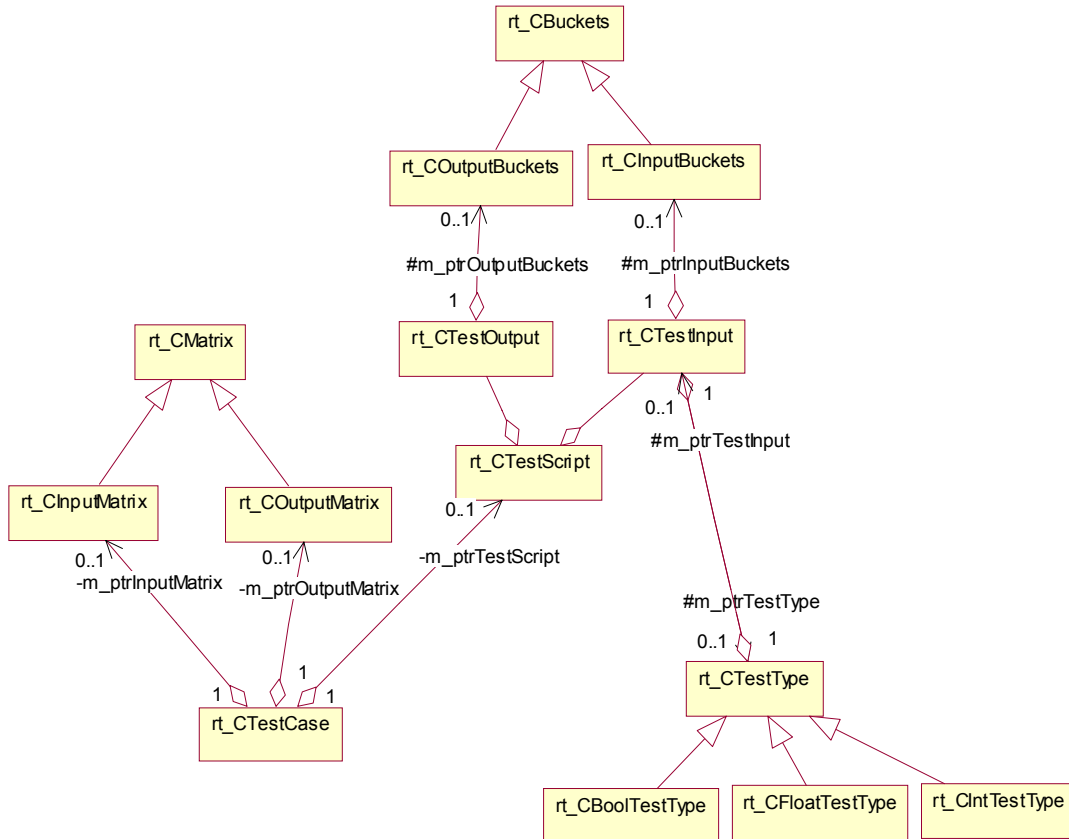 rt_CBuckets
rt_COutputBuckets
rt_CInputBuckets
0..1
0..1
#m_ptrOutputBuckets
#m_ptrInputBuckets
1
1
rt_CMatrix
rt_CTestOutput
rt_CTestInput
0..1
1
#m_ptrTestInput
rt_CTestScript
rt_CInputMatrix
rt_COutputMatrix
0..1
0..1
0..1
-m_ptrInputMatrix
-m_ptrOutputMatrix
-m_ptrTestScript
#m_ptrTestType
0..1
1
1
1
1
rt_CTestType
rt_CTestCase
rt_CBoolTestType
rt_CFloatTestType
rt_CIntTestType